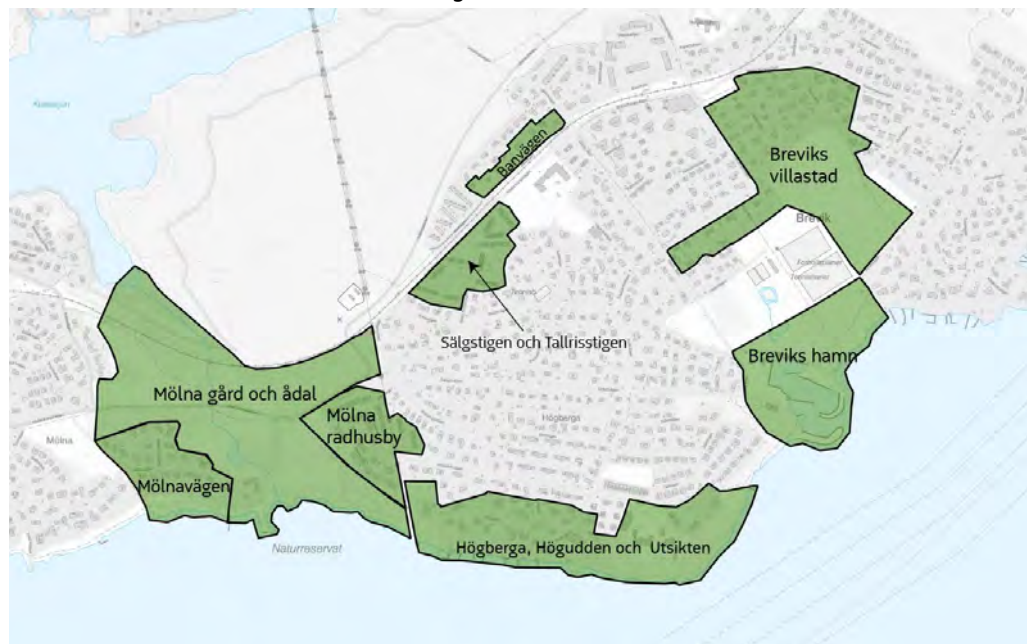 Kottlasjön
Banvägen
Breviks
villastad
Brevik
Sälgstigen och Tallrisstigen
Breviks hamn
Mölna gård och ådal
Mölna
radhusby
Mölna
Högberga
Mölnavägen
Naturreservat
Högberga, Högudden och Utsikten